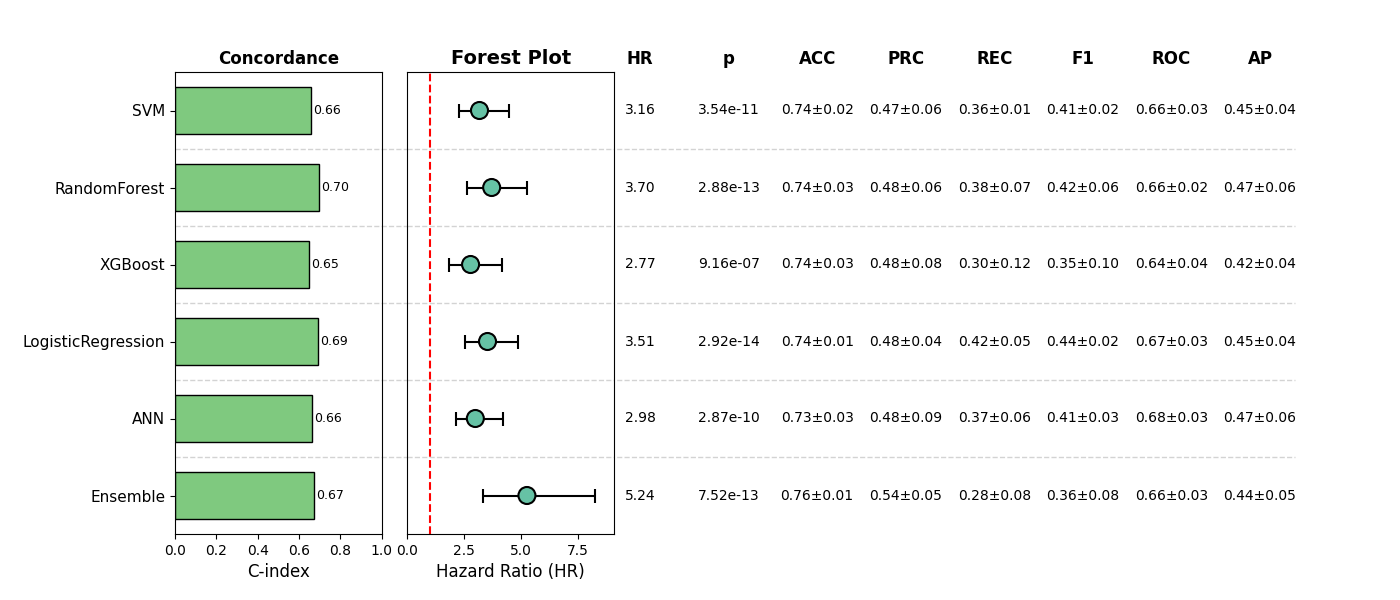 Concordance Forest Plot HR p ACC PRC REC F1 ROC AP
SVM 0.66 3.16 3.54e-11 0.74±0.02 0.47±0.06 0.36±0.01 0.41±0.02 0.66±0.03 0.45±0.04
RandomForest 0.70 3.70 2.88e-13 0.74±0.03 0.48±0.06 0.38±0.07 0.42±0.06 0.66±0.02 0.47±0.06
XGBoost 0.65 2.77 9.16e-07 0.74±0.03 0.48±0.08 0.30±0.12 0.35±0.10 0.64±0.04 0.42±0.04
LogisticRegression 0.69 3.51 2.92e-14 0.74±0.01 0.48±0.04 0.42±0.05 0.44±0.02 0.67±0.03 0.45±0.04
ANN 0.66 2.98 2.87e-10 0.73±0.03 0.48±0.09 0.37±0.06 0.41±0.03 0.68±0.03 0.47±0.06
Ensemble 0.67 5.24 7.52e-13 0.76±0.01 0.54±0.05 0.28±0.08 0.36±0.08 0.66±0.03 0.44±0.05
0.0 0.2 0.4 0.6 0.8 1.0 0.0 2.5 5.0 7.5
C-index Hazard Ratio (HR)